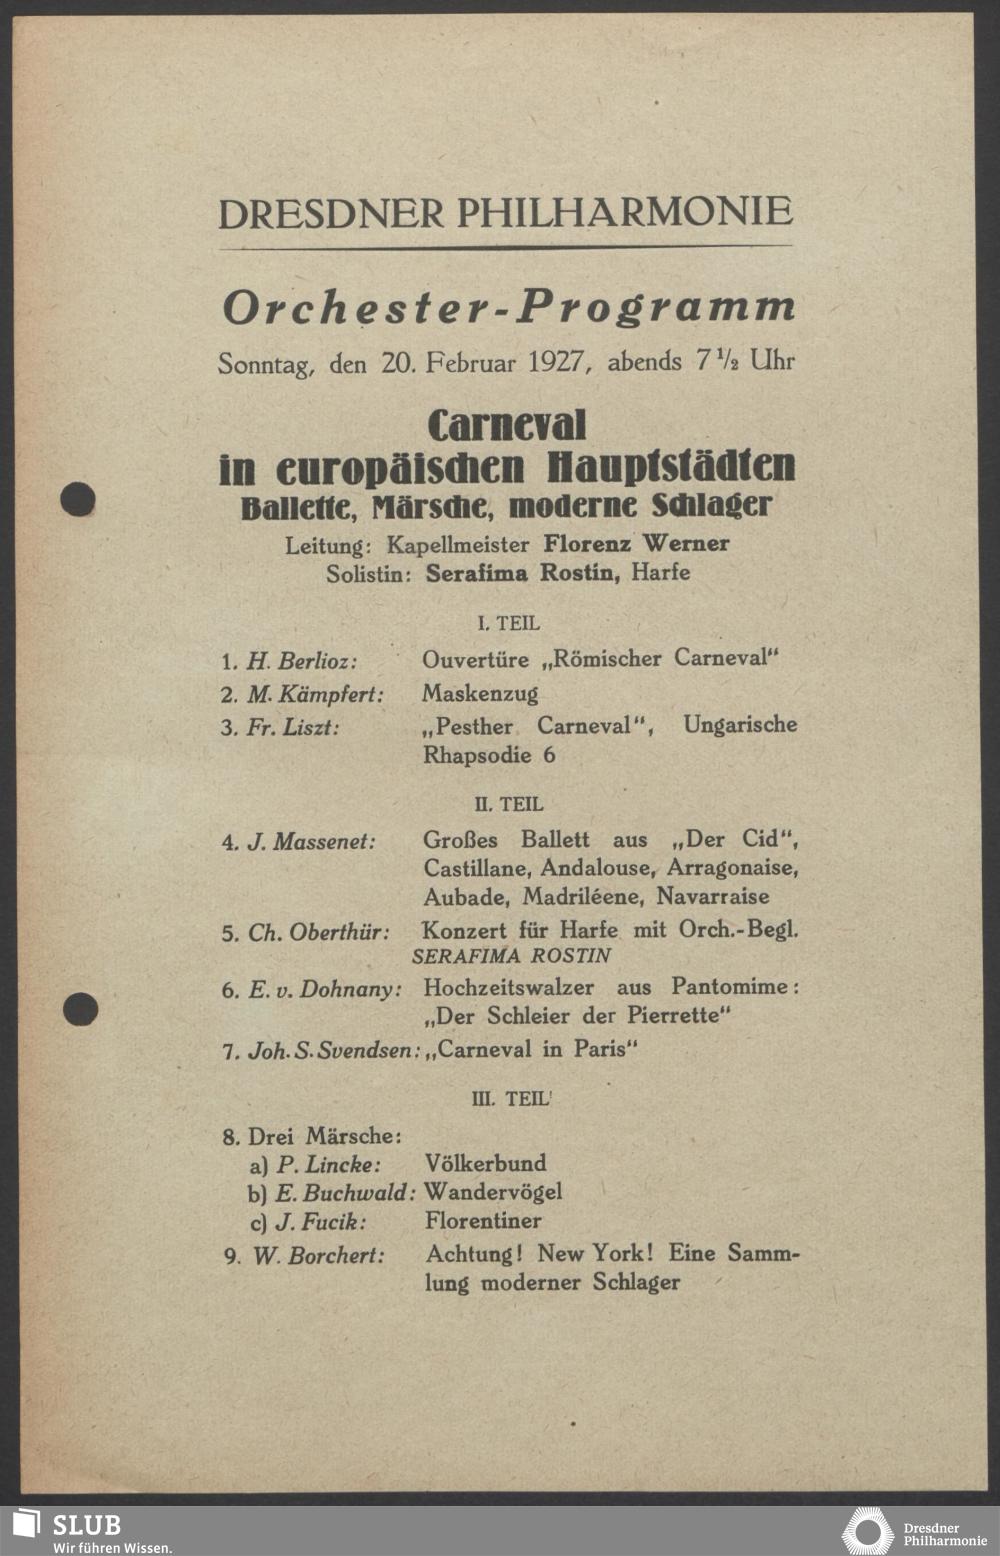 DRESDNER PHILHARMONIE
Orchester-Programm
Sonntag, den 20. Februar 1927, abends 7 1/2 Uhr
Carneval
in europäischen Hauptstädten
Ballette, Märsche, moderne Schlager
Leitung: Kapellmeister Florenz Werner
Solistin: Serafima Rostin, Harfe
I. TEIL
1. H. Berlioz: Ouvertüre „Römischer Carneval“
2. M. Kämpfert: Maskenzug
3. Fr. Liszt: „Pesther Carneval“, Ungarische
Rhapsodie 6
II. TEIL
4. J. Massenet: Großes Ballett aus „Der Cid“,
Castillane, Andalouse, Arragonaise,
Aubade, Madriléene, Navarraise
5. Ch. Oberthür: Konzert für Harfe mit Orch.-Begl.
SERAFIMA ROSTIN
6. E. v. Dohnany: Hochzeitswalzer aus Pantomime:
„Der Schleier der Pierrette“
7. Joh. S. Svendsen: „Carneval in Paris“
III. TEIL
8. Drei Märsche:
a) P. Lincke: Völkerbund
b) E. Buchwald: Wandervögel
c) J. Fucik: Florentiner
9. W. Borchert: Achtung! New York! Eine Samm-
lung moderner Schlager
SLUB
Wir führen Wissen.
Dresdner
Philharmonie